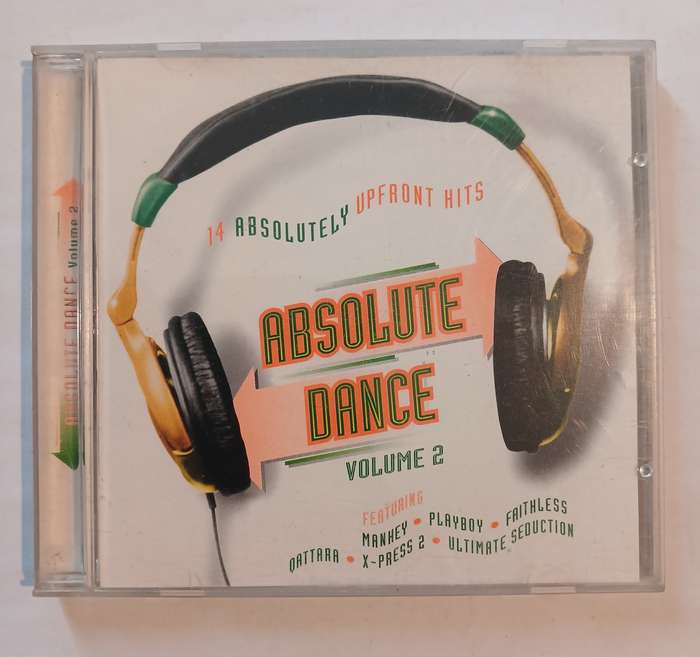 ABSOLUTE DANCE Volume 2
14 ABSOLUTELY UPFRONT HITS
ABSOLUTE
DANCE
VOLUME 2
FEATURING
MANKEY • PLAYBOY • FAITHLESS
QATTARA • X-PRESS 2 • ULTIMATE SEDUCTION